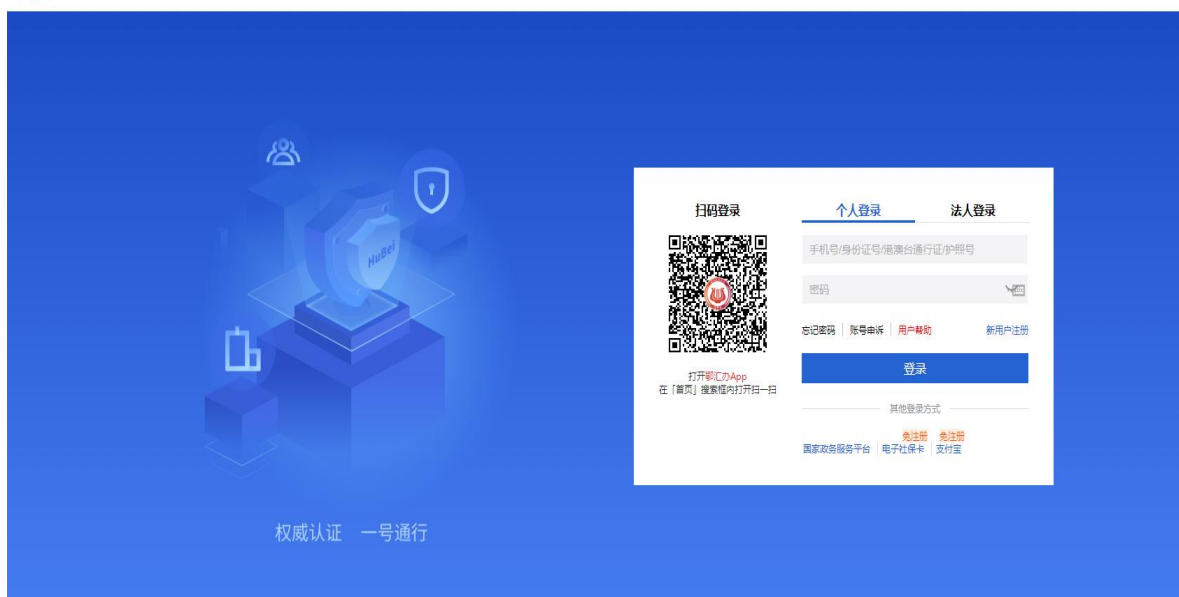 HuBei
权威认证 一号通行
扫码登录
打开鄂汇办App
在「首页」搜索框内打开扫一扫
个人登录 法人登录
手机号/身份证号/港澳台通行证/护照号
密码
忘记密码 账号申诉 用户帮助 新用户注册
登录
其他登录方式
免注册 免注册
国家政务服务平台 电子社保卡 支付宝